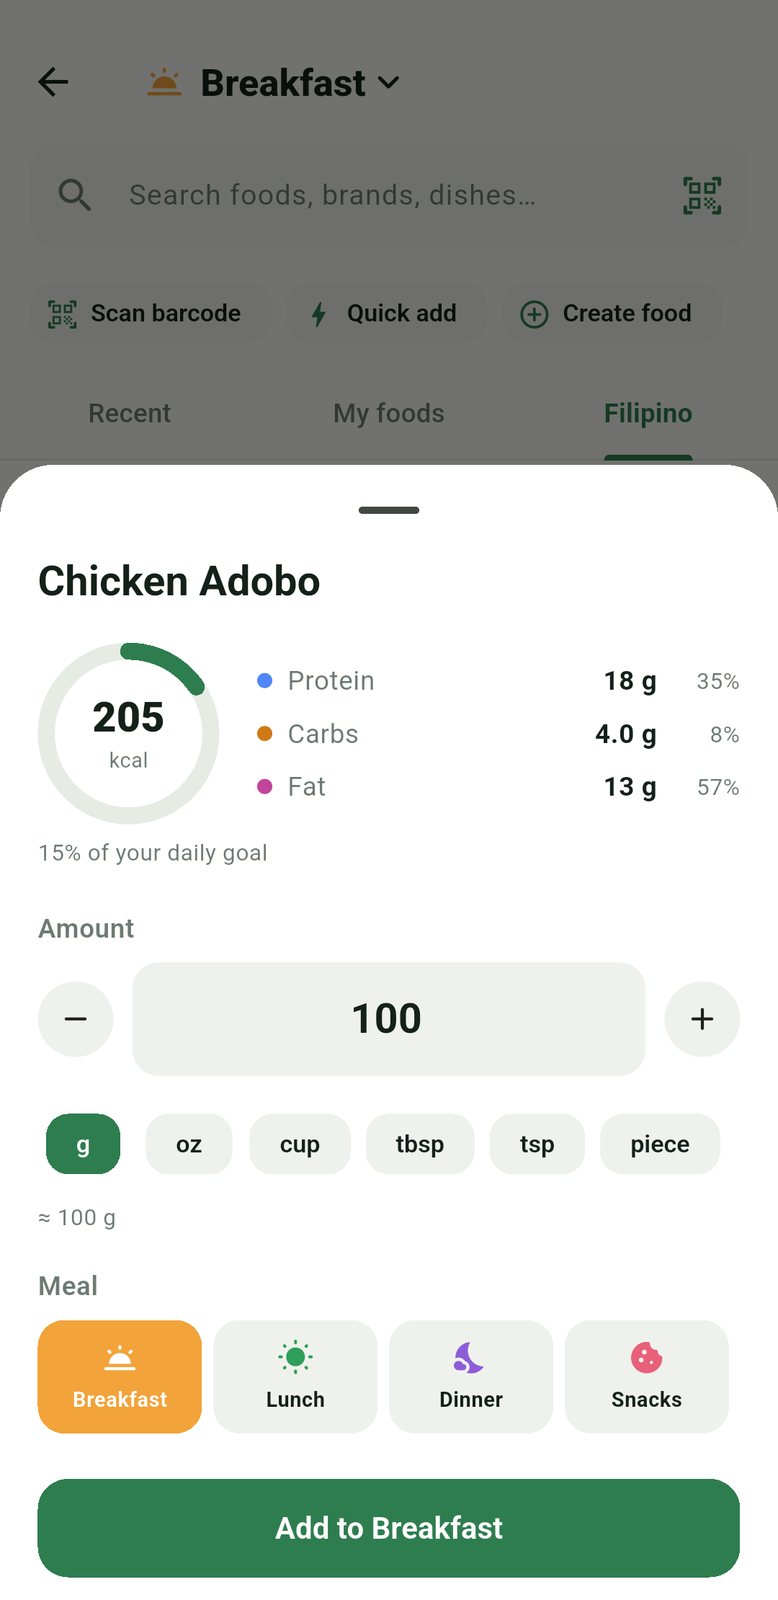 Breakfast
Search foods, brands, dishes…
Scan barcode
Quick add
Create food
Recent
My foods
Filipino
Chicken Adobo
205
kcal
Protein 18 g 35%
Carbs 4.0 g 8%
Fat 13 g 57%
15% of your daily goal
Amount
− 100 +
g oz cup tbsp tsp piece
≈ 100 g
Meal
Breakfast Lunch Dinner Snacks
Add to Breakfast